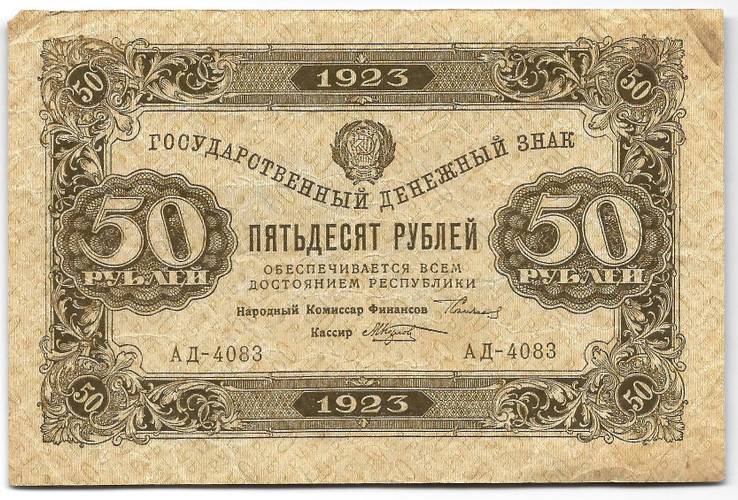 50 1923 50
ГОСУДАРСТВЕННЫЙ ДЕНЕЖНЫЙ ЗНАК
50 РУБЛЕЙ
50 РУБЛЕЙ
ПЯТЬДЕСЯТ РУБЛЕЙ
ОБЕСПЕЧИВАЕТСЯ ВСЕМ
ДОСТОЯНИЕМ РЕСПУБЛИКИ
Народный Комиссар Финансов
Кассир
АД-4083 АД-4083
50 1923 50